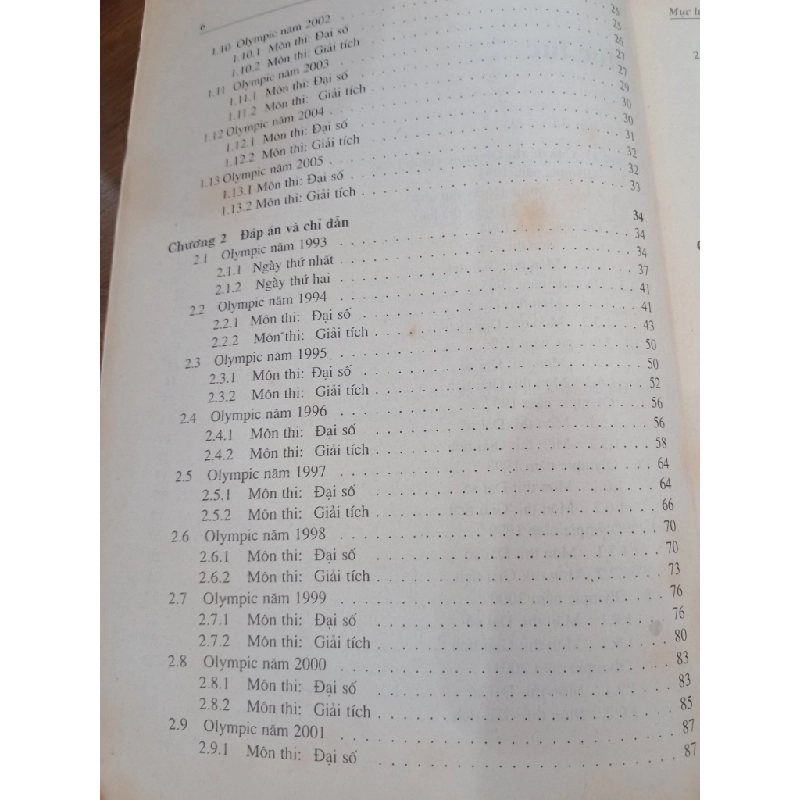 6
Mục l
1.10 Olympic năm 2002 25
1.10.1 Môn thi: Đại số 25
1.10.2 Môn thi: Giải tích 26
1.11 Olympic năm 2003 27
1.11.1 Môn thi: Đại số 27
1.11.2 Môn thi: Giải tích 29
1.12 Olympic năm 2004 30
1.12.1 Môn thi: Đại số 30
1.12.2 Môn thi: Giải tích 31
1.13 Olympic năm 2005 32
1.13.1 Môn thi: Đại số 32
1.13.2 Môn thi: Giải tích 33
Chương 2 Đáp án và chỉ dẫn 34
2.1 Olympic năm 1993 34
2.1.1 Ngày thứ nhất 34
2.1.2 Ngày thứ hai 37
2.2 Olympic năm 1994 41
2.2.1 Môn thi: Đại số 41
2.2.2 Môn thi: Giải tích 43
2.3 Olympic năm 1995 50
2.3.1 Môn thi: Đại số 50
2.3.2 Môn thi: Giải tích 52
2.4 Olympic năm 1996 56
2.4.1 Môn thi: Đại số 56
2.4.2 Môn thi: Giải tích 58
2.5 Olympic năm 1997 64
2.5.1 Môn thi: Đại số 64
2.5.2 Môn thi: Giải tích 66
2.6 Olympic năm 1998 70
2.6.1 Môn thi: Đại số 70
2.6.2 Môn thi: Giải tích 73
2.7 Olympic năm 1999 76
2.7.1 Môn thi: Đại số 76
2.7.2 Môn thi: Giải tích 80
2.8 Olympic năm 2000 83
2.8.1 Môn thi: Đại số 83
2.8.2 Môn thi: Giải tích 85
2.9 Olympic năm 2001 87
2.9.1 Môn thi: Đại số 87